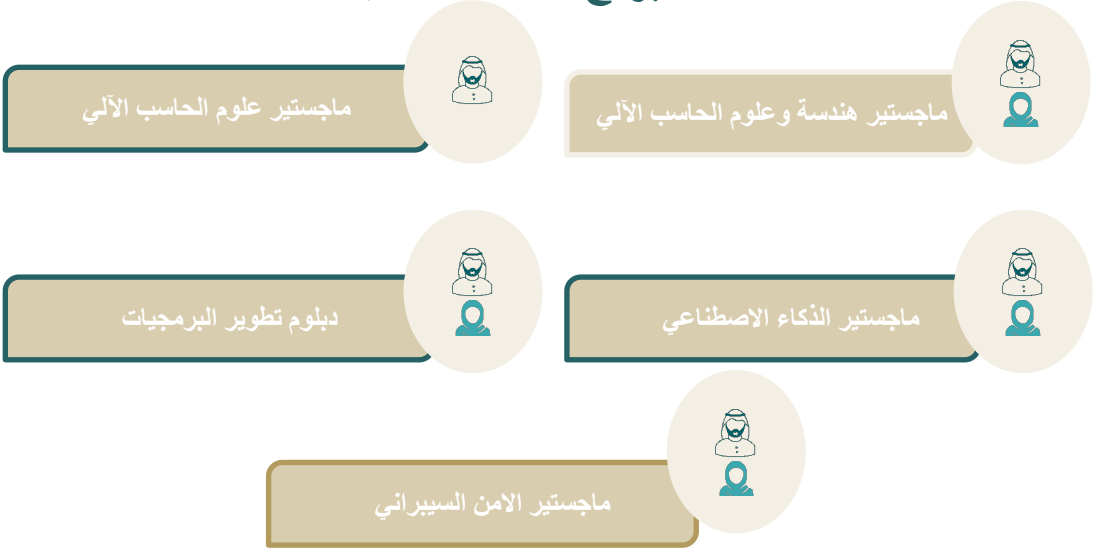 ماجستير هندسة وعلوم الحاسب الآلي
ماجستير علوم الحاسب الآلي
ماجستير الذكاء الاصطناعي
دبلوم تطوير البرمجيات
ماجستير الامن السيبراني